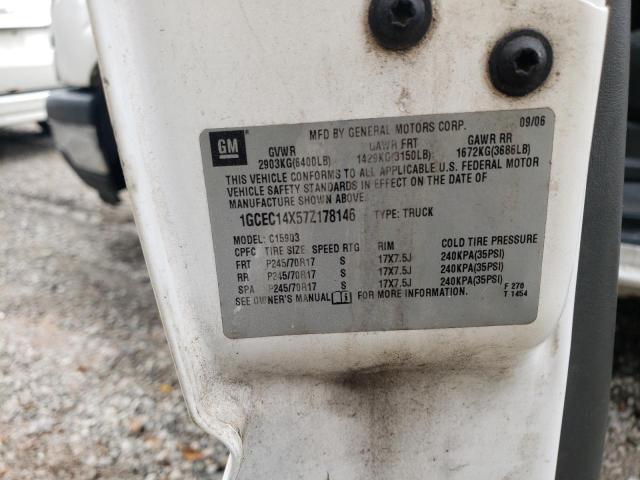 MFD BY GENERAL MOTORS CORP. 09/06
GM
GVWR GAWR FRT GAWR RR
2903KG(6400LB) 1429KG(3150LB) 1672KG(3686LB)
THIS VEHICLE CONFORMS TO ALL APPLICABLE U.S. FEDERAL MOTOR
VEHICLE SAFETY STANDARDS IN EFFECT ON THE DATE OF
MANUFACTURE SHOWN ABOVE.
1GCEC14X57Z178146 TYPE: TRUCK
MODEL: C15903
CPFC TIRE SIZE SPEED RTG RIM COLD TIRE PRESSURE
FRT P245/70R17 S 17X7.5J 240KPA(35PSI)
RR P245/70R17 S 17X7.5J 240KPA(35PSI)
SPA P245/70R17 S 17X7.5J 240KPA(35PSI)
SEE OWNER'S MANUAL FOR MORE INFORMATION. F 270
T 1454